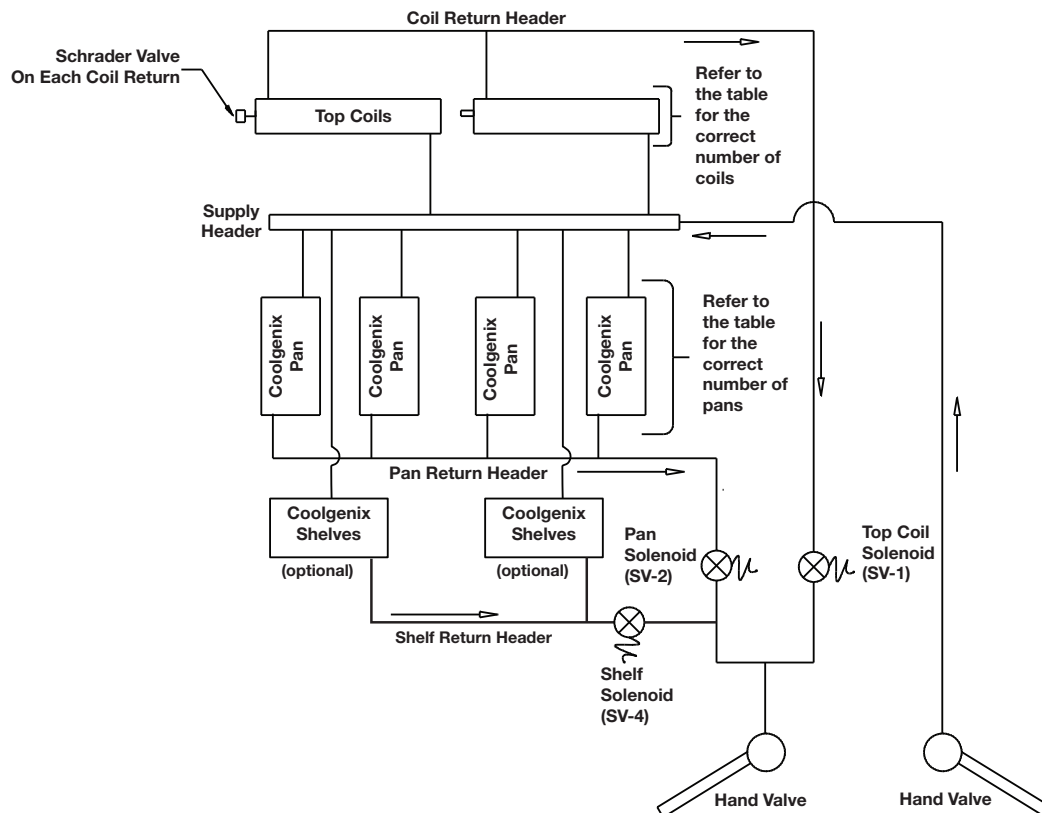 Coil Return Header
Schrader Valve
On Each Coil Return
Top Coils
Refer to
the table
for the
correct
number of
coils
Supply
Header
Coolgenix
Pan
Coolgenix
Pan
Coolgenix
Pan
Coolgenix
Pan
Refer to
the table
for the
correct
number of
pans
Pan Return Header
Coolgenix
Shelves
(optional)
Coolgenix
Shelves
(optional)
Pan
Solenoid
(SV-2)
Top Coil
Solenoid
(SV-1)
Shelf Return Header
Shelf
Solenoid
(SV-4)
Hand Valve
Hand Valve